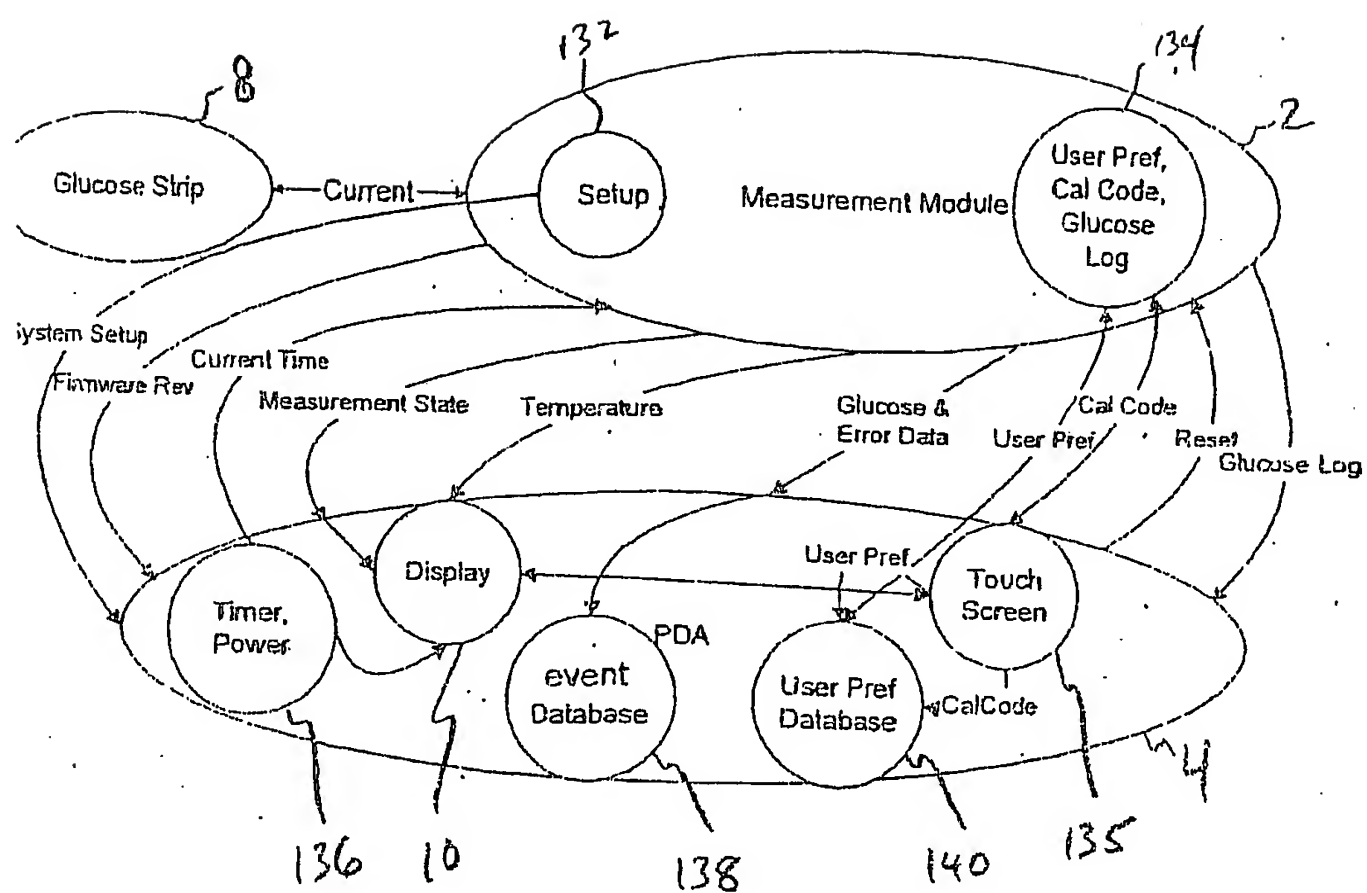 132
134
8
2
Glucose Strip
Current
Setup
Measurement Module
User Pref,
Cal Code,
Glucose
Log
ystem Setup
Firmware Rev
Current Time
Measurement State
Temperature
Glucose &
Error Data
User Pref
Cal Code
Reset
Glucose Log
Timer,
Power
Display
User Pref
Touch
Screen
PDA
event
Database
User Pref
Database
CalCode
4
136
10
138
140
135